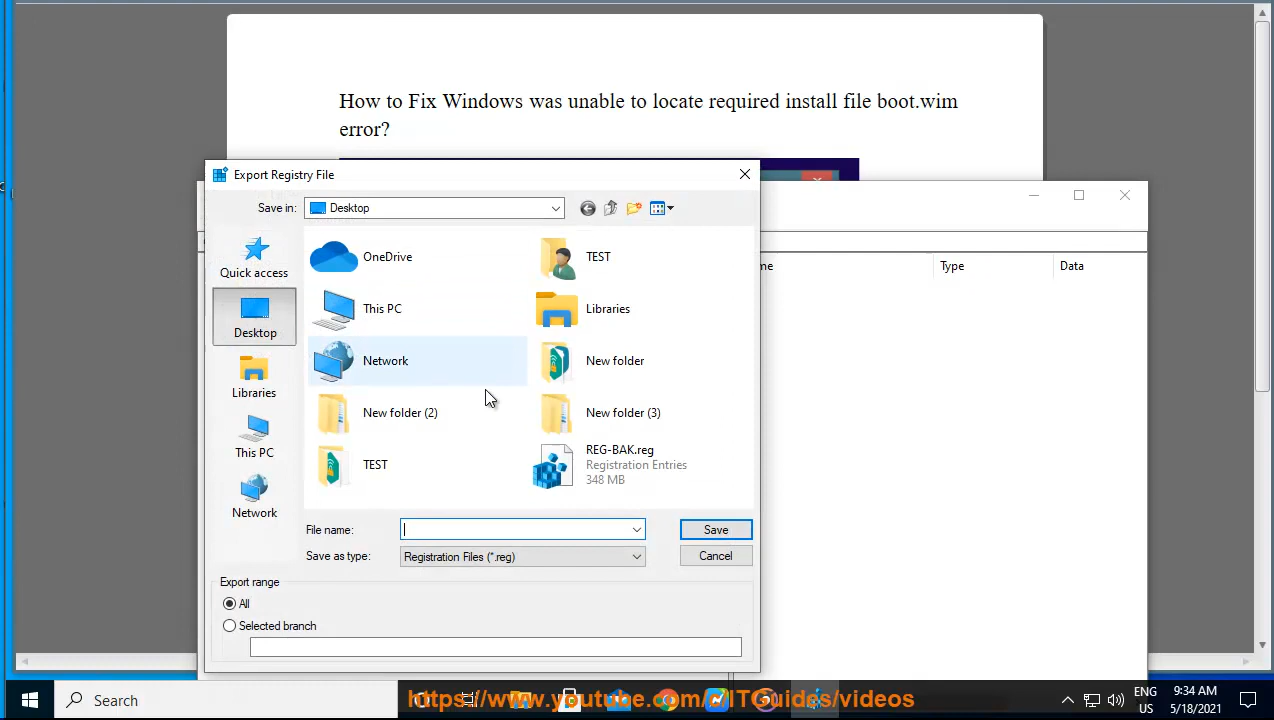 How to Fix Windows was unable to locate required install file boot.wim
error?
Export Registry File
Save in:
Desktop
Quick access
Desktop
Libraries
This PC
Network
OneDrive
TEST
This PC
Libraries
Network
New folder
New folder (2)
New folder (3)
TEST
REG-BAK.reg
Registration Entries
348 MB
me
Type
Data
File name:
Save
Save as type:
Registration Files (*.reg)
Cancel
Export range
All
Selected branch
Search
https://www.youtube.com/c/ITGuides/videos
ENG
US
9:34 AM
5/18/2021